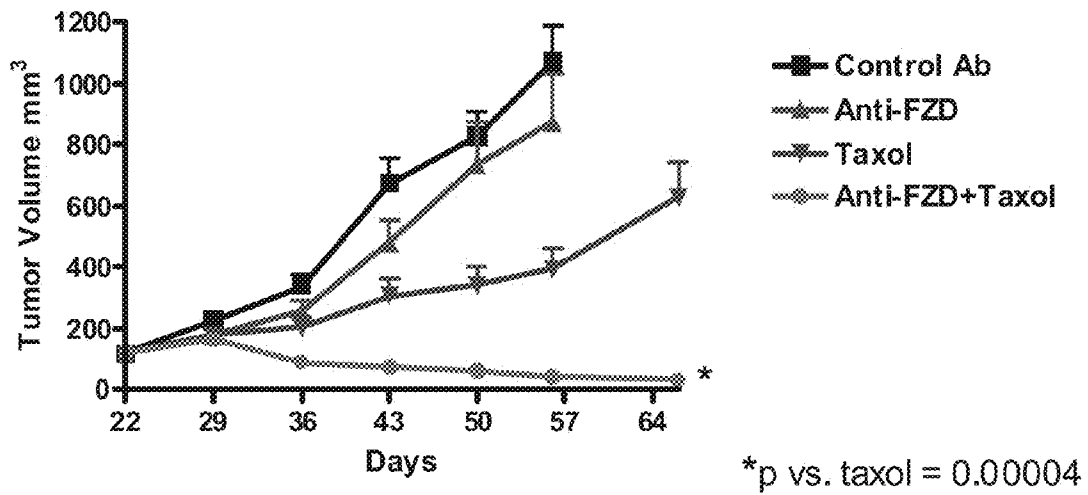 Tumor Volume mm³
1200
1000
800
600
400
200
0
22 29 36 43 50 57 64
Days
Control Ab
Anti-FZD
Taxol
Anti-FZD+Taxol
*
*p vs. taxol = 0.00004